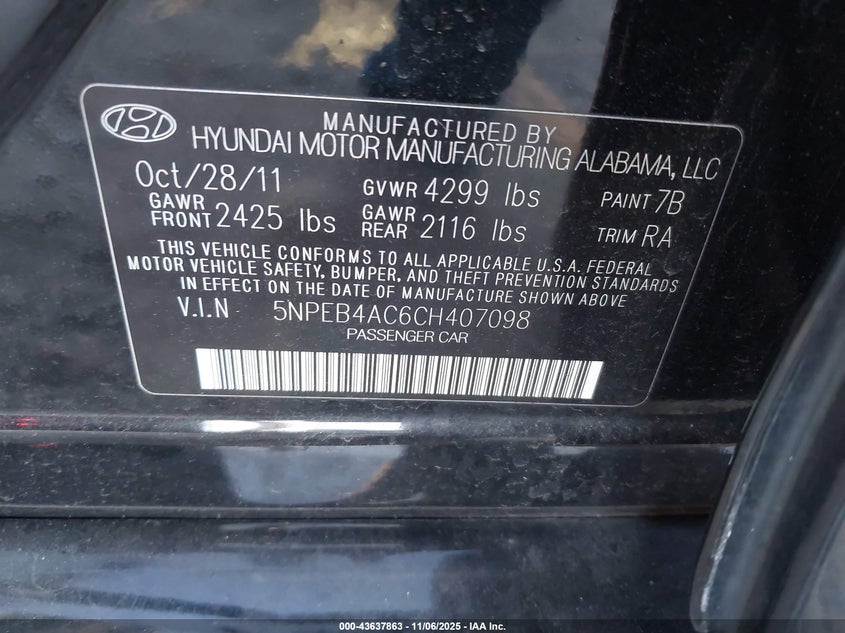 MANUFACTURED BY
HYUNDAI MOTOR MANUFACTURING ALABAMA, LLC
Oct/28/11 GVWR 4299 lbs PAINT 7B
GAWR FRONT 2425 lbs GAWR REAR 2116 lbs TRIM RA
THIS VEHICLE CONFORMS TO ALL APPLICABLE U.S.A. FEDERAL
MOTOR VEHICLE SAFETY, BUMPER, AND THEFT PREVENTION STANDARDS
IN EFFECT ON THE DATE OF MANUFACTURE SHOWN ABOVE
V.I.N 5NPEB4AC6CH407098
PASSENGER CAR
000-43637863 - 11/06/2025 - IAA Inc.